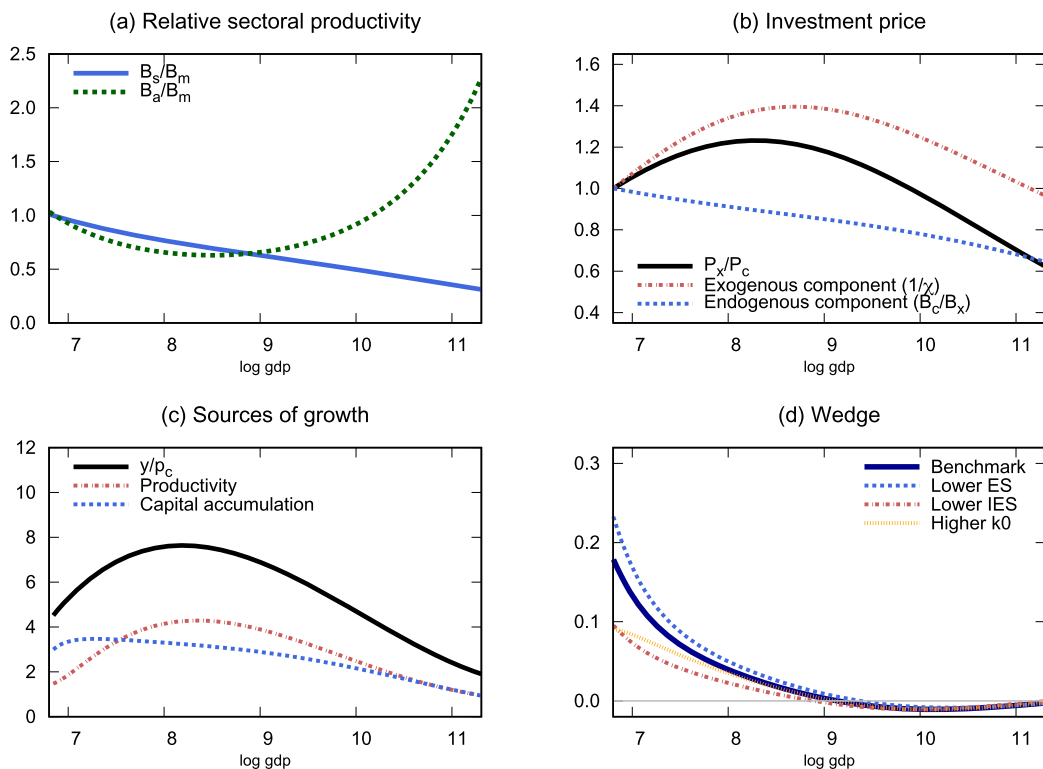 (a) Relative sectoral productivity
2.5
2.0
1.5
1.0
0.5
0.0
B_s/B_m
B_a/B_m
7 8 9 10 11
log gdp
(b) Investment price
1.6
1.4
1.2
1.0
0.8
0.6
0.4
P_x/P_c
Exogenous component (1/χ)
Endogenous component (B_c/B_x)
7 8 9 10 11
log gdp
(c) Sources of growth
12
10
8
6
4
2
0
y/p_c
Productivity
Capital accumulation
7 8 9 10 11
log gdp
(d) Wedge
0.3
0.2
0.1
0.0
Benchmark
Lower ES
Lower IES
Higher k0
7 8 9 10 11
log gdp